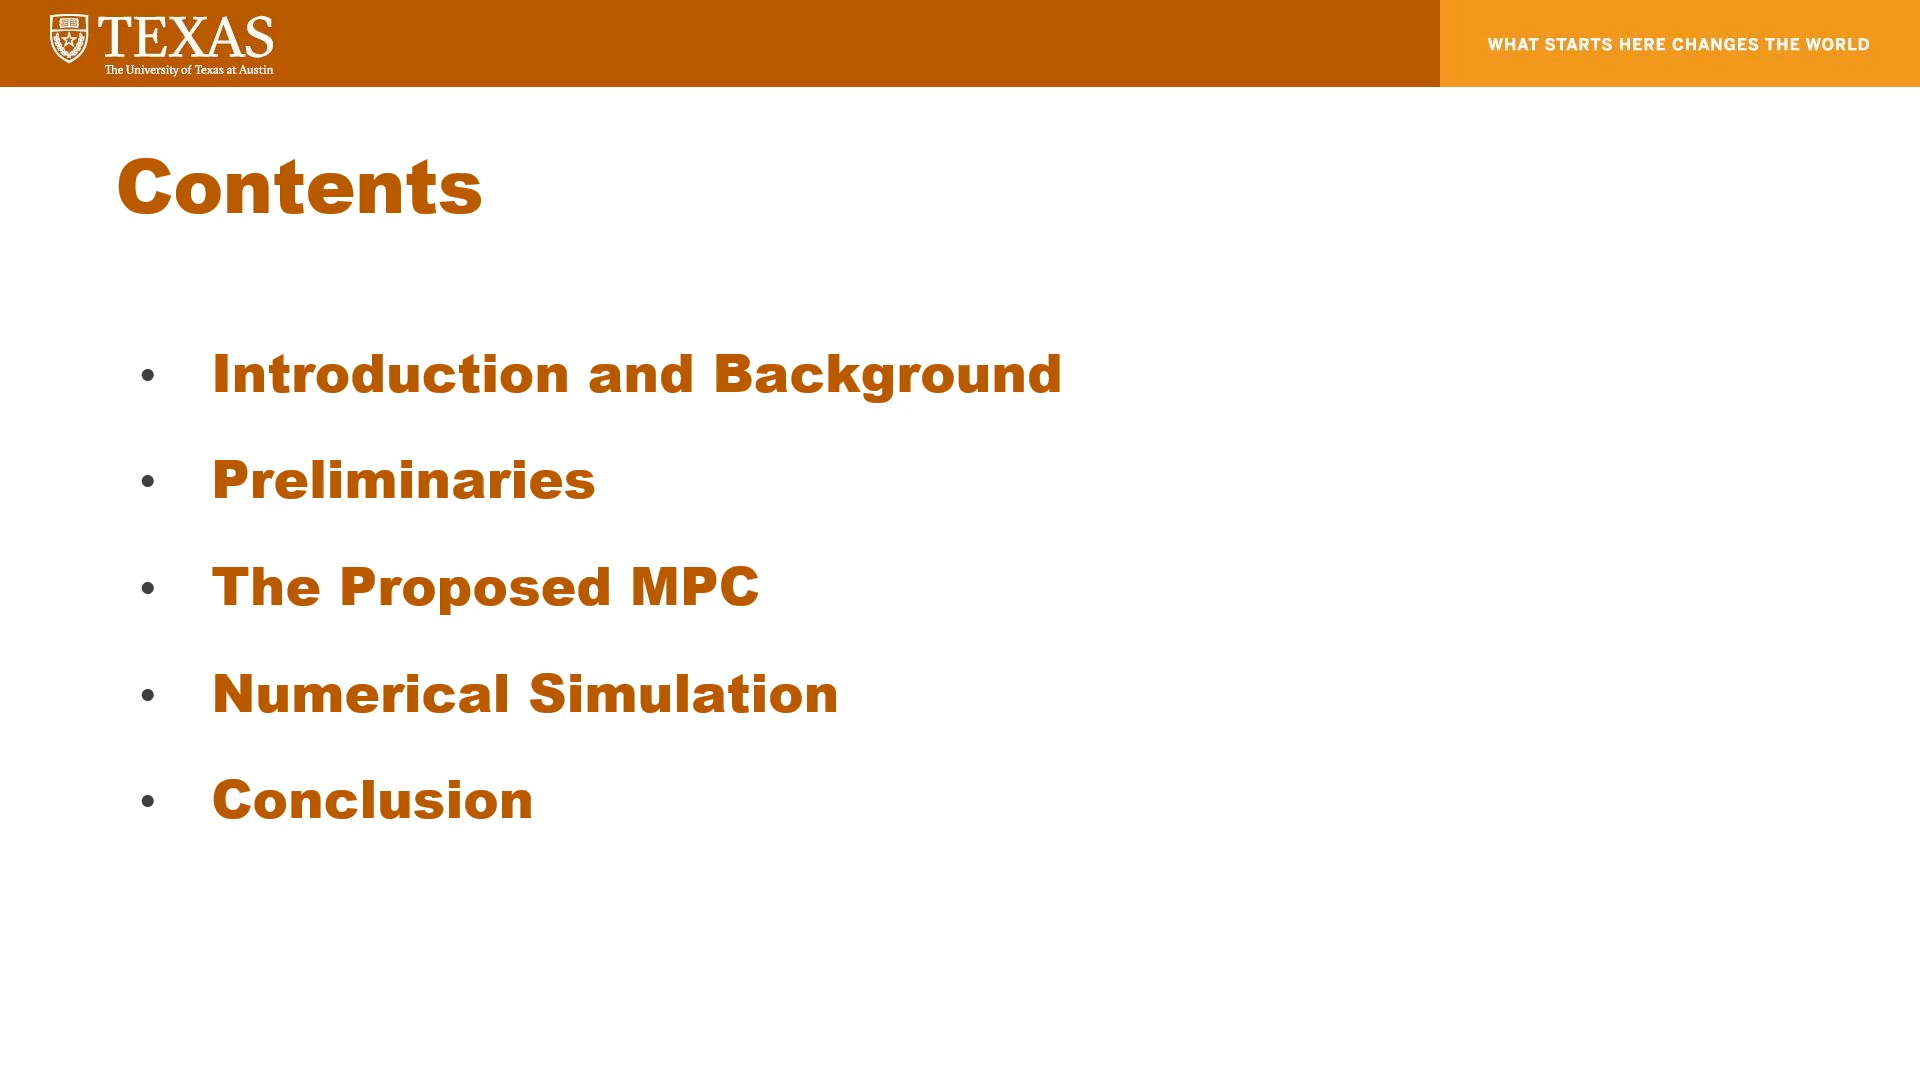 TEXAS
The University of Texas at Austin
WHAT STARTS HERE CHANGES THE WORLD
Contents
• Introduction and Background
• Preliminaries
• The Proposed MPC
• Numerical Simulation
• Conclusion